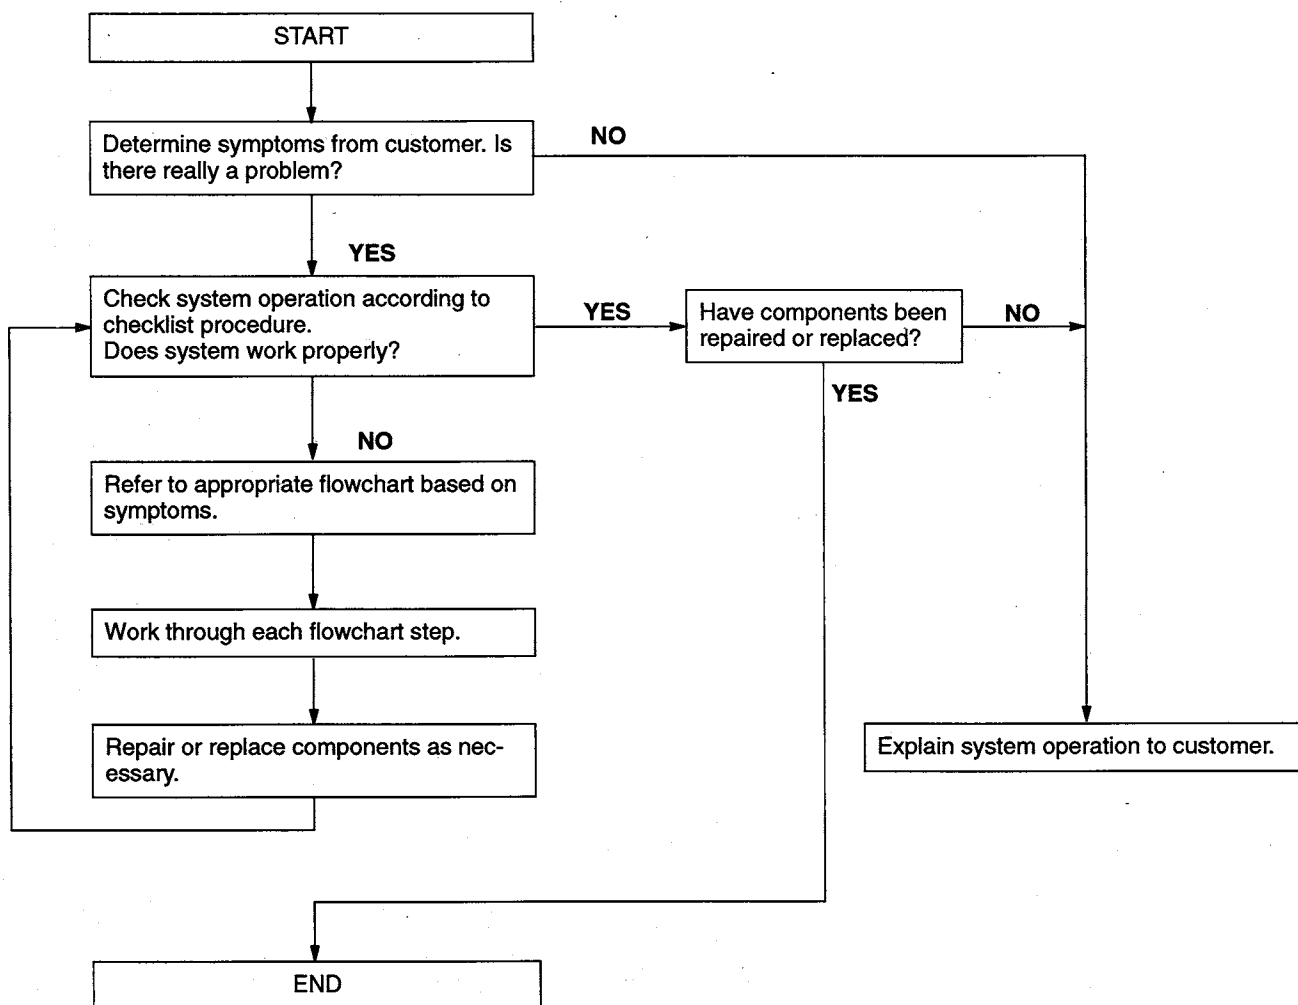 START
Determine symptoms from customer. Is
there really a problem?
NO
YES
Check system operation according to
checklist procedure.
Does system work properly?
YES
Have components been
repaired or replaced?
NO
YES
NO
Refer to appropriate flowchart based on
symptoms.
Work through each flowchart step.
Repair or replace components as nec-
essary.
Explain system operation to customer.
END